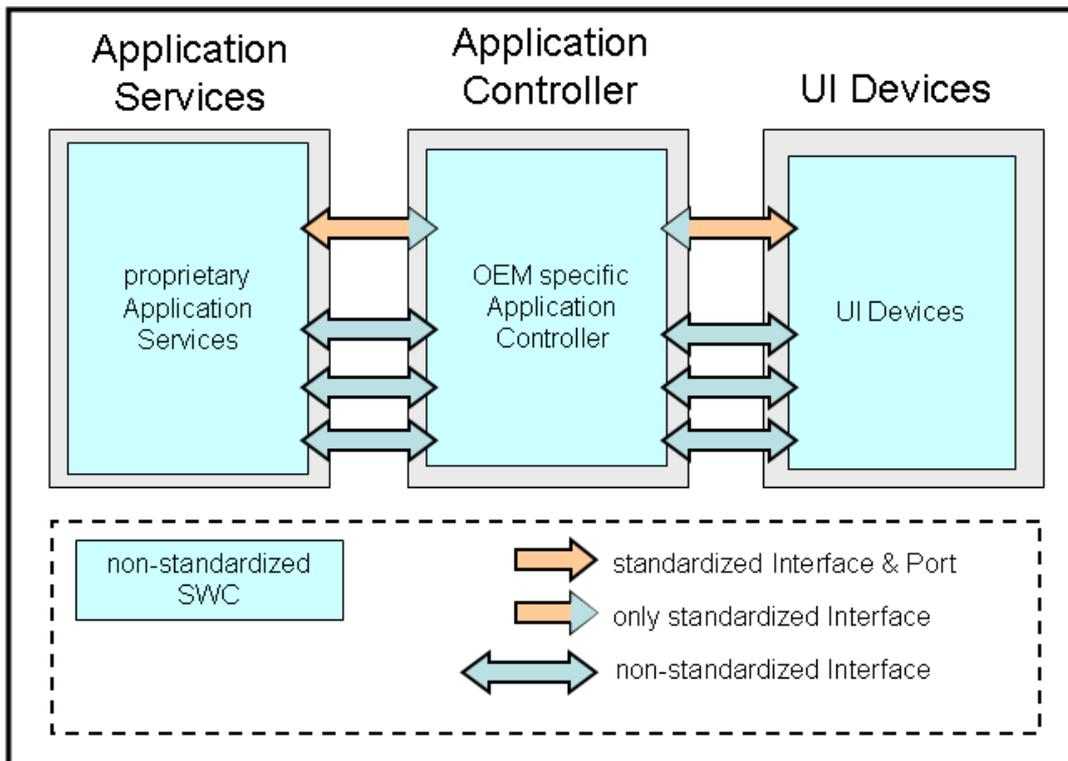 Application
Services
Application
Controller
UI Devices
proprietary
Application
Services
OEM specific
Application
Controller
UI Devices
non-standardized
SWC
standardized Interface & Port
only standardized Interface
non-standardized Interface